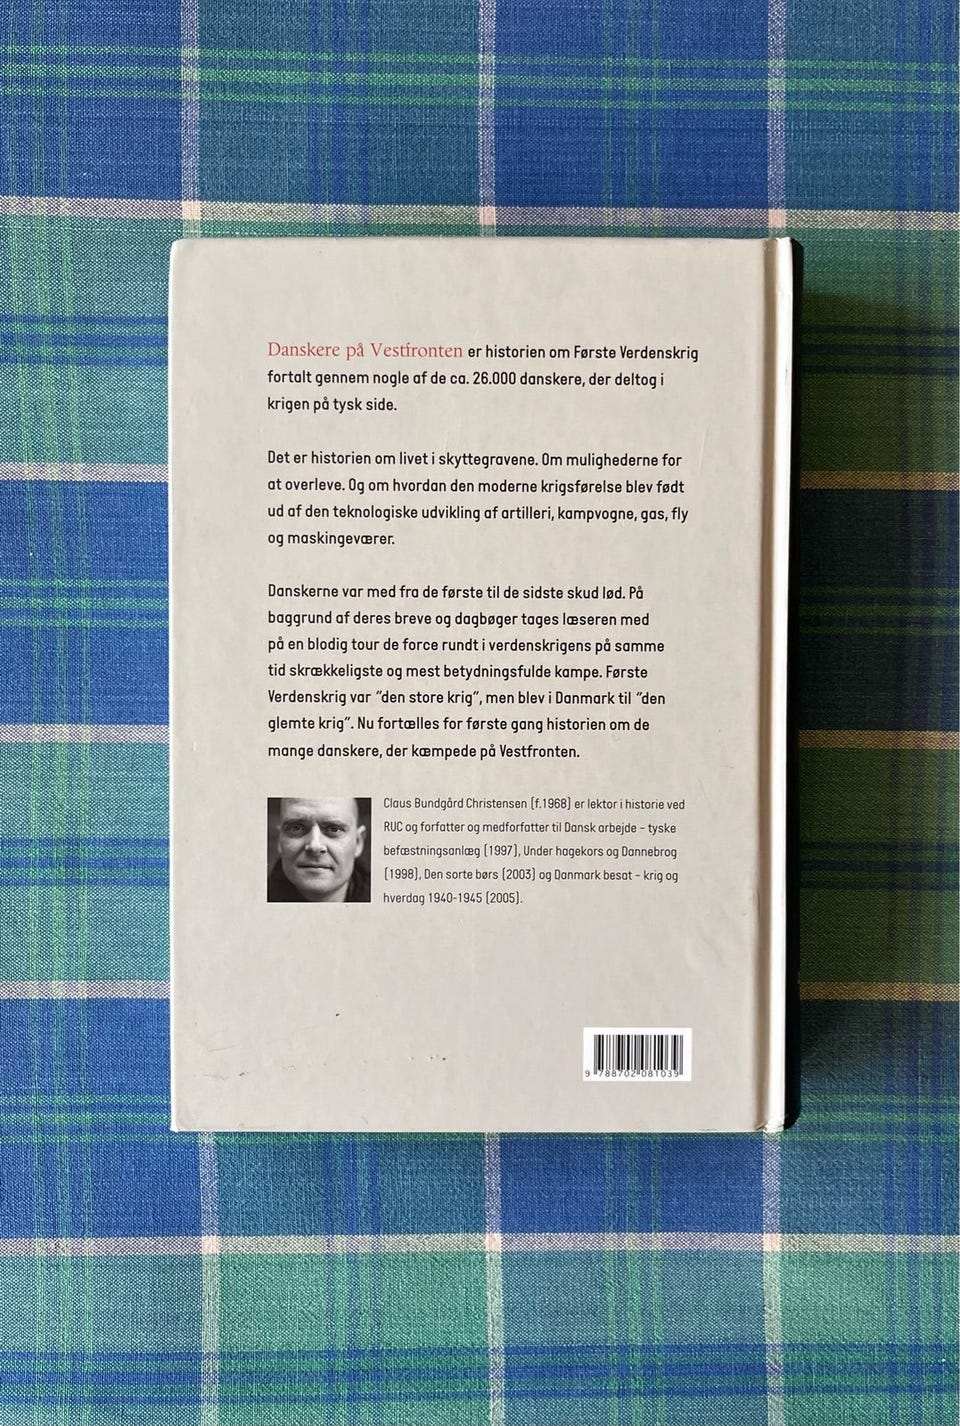 Danskere på Vestfronten er historien om Første Verdenskrig
fortalt gennem nogle af de ca. 26.000 danskere, der deltog i
krigen på tysk side.
Det er historien om livet i skyttegravene. Om mulighederne for
at overleve. Og om hvordan den moderne krigsførelse blev født
ud af den teknologiske udvikling af artilleri, kampvogne, gas, fly
og maskingeværer.
Danskerne var med fra de første til de sidste skud lød. På
baggrund af deres breve og dagbøger tages læseren med
på en blodig tour de force rundt i verdenskrigens på samme
tid skrækkeligste og mest betydningsfulde kampe. Første
Verdenskrig var "den store krig", men blev i Danmark til "den
glemte krig". Nu fortælles for første gang historien om de
mange danskere, der kæmpede på Vestfronten.
Claus Bundgård Christensen (f.1968) er lektor i historie ved
RUC og forfatter og medforfatter til Dansk arbejde - tyske
befæstningsanlæg (1997), Under hagekors og Dannebrog
(1998), Den sorte børs (2003) og Danmark besat - krig og
hverdag 1940-1945 (2005).
9 788702 081039